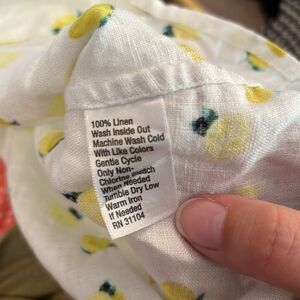 100% Linen
Wash Inside Out
Machine Wash Cold
With Like Colors
Gentle Cycle
Only Non-
Chlorine Bleach
When Needed
Tumble Dry Low
Warm Iron
If Needed
RN 31104